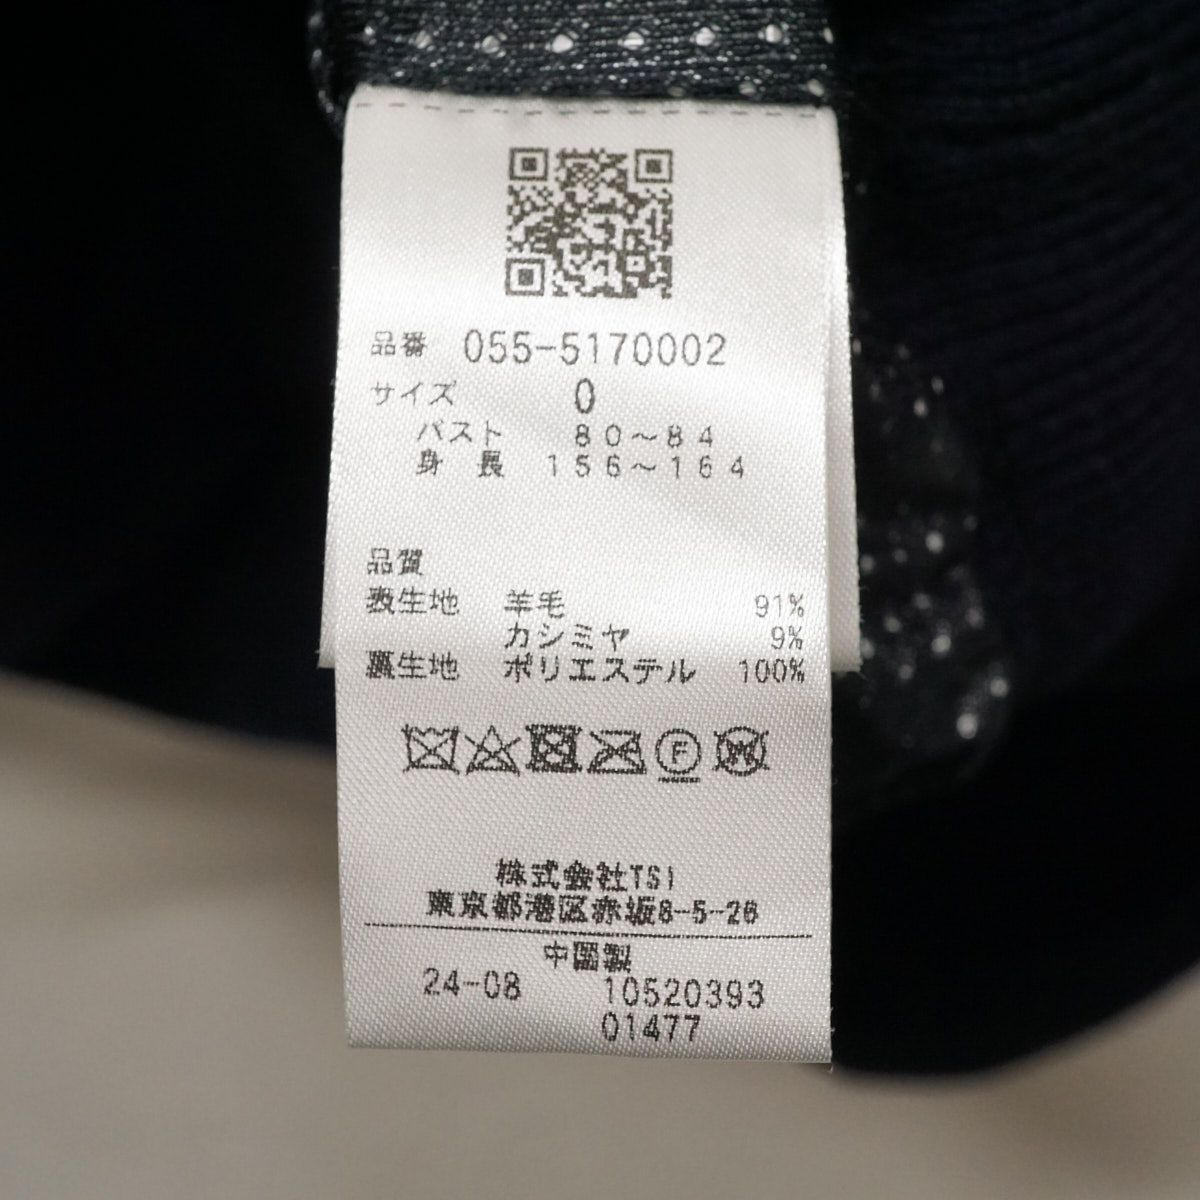 品番 055-5170002
サイズ 0
バスト 80～84
身 長 156～164
品質
表生地 羊毛 91%
カシミヤ 9%
裏生地 ポリエステル 100%
F
W
株式会社TSI
東京都港区赤坂8-5-26
中国製
24-08 10520393
01477